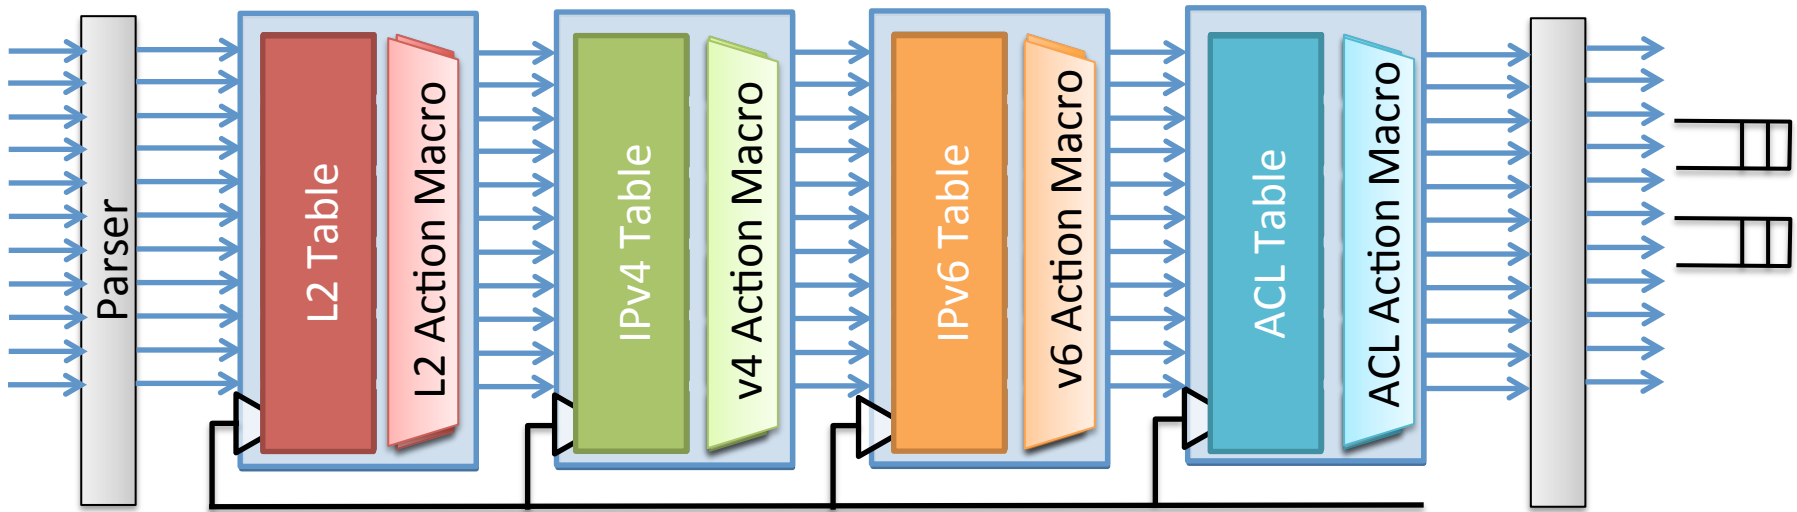 Parser
L2 Table
L2 Action Macro
IPv4 Table
v4 Action Macro
IPv6 Table
v6 Action Macro
ACL Table
ACL Action Macro